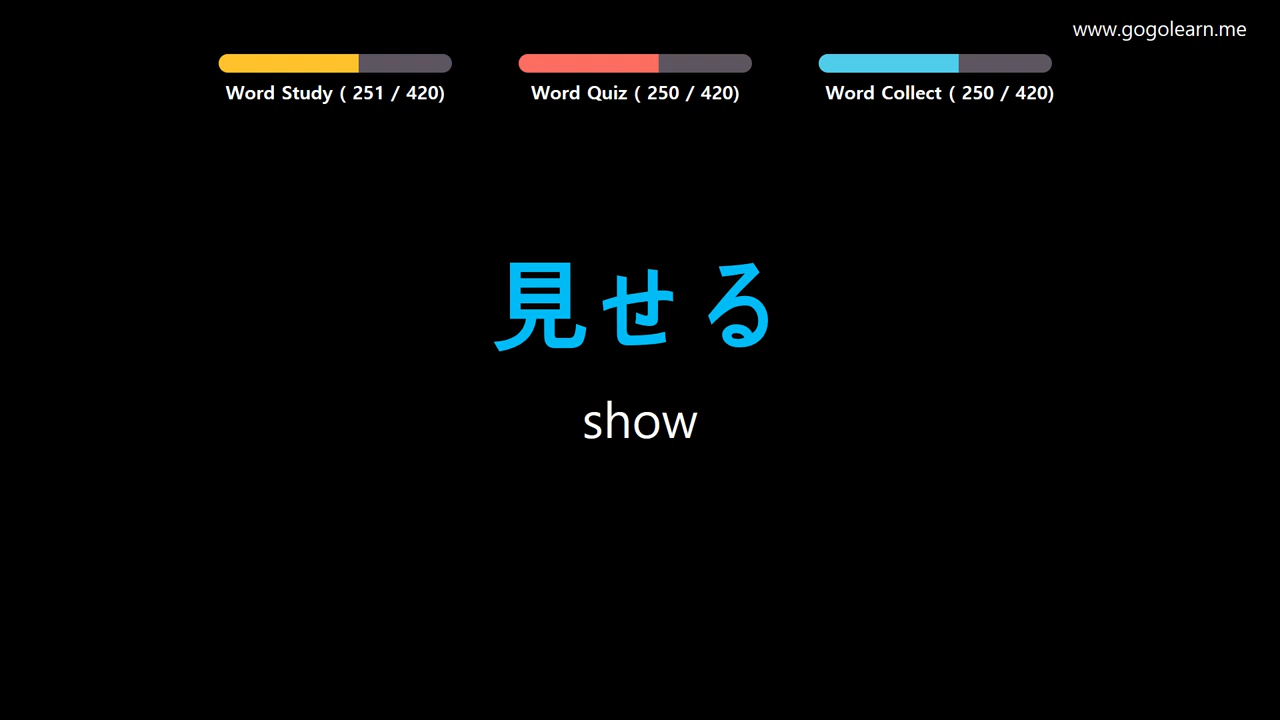 www.gogolearn.me
Word Study ( 251 / 420)
Word Quiz ( 250 / 420)
Word Collect ( 250 / 420)
見せる
show